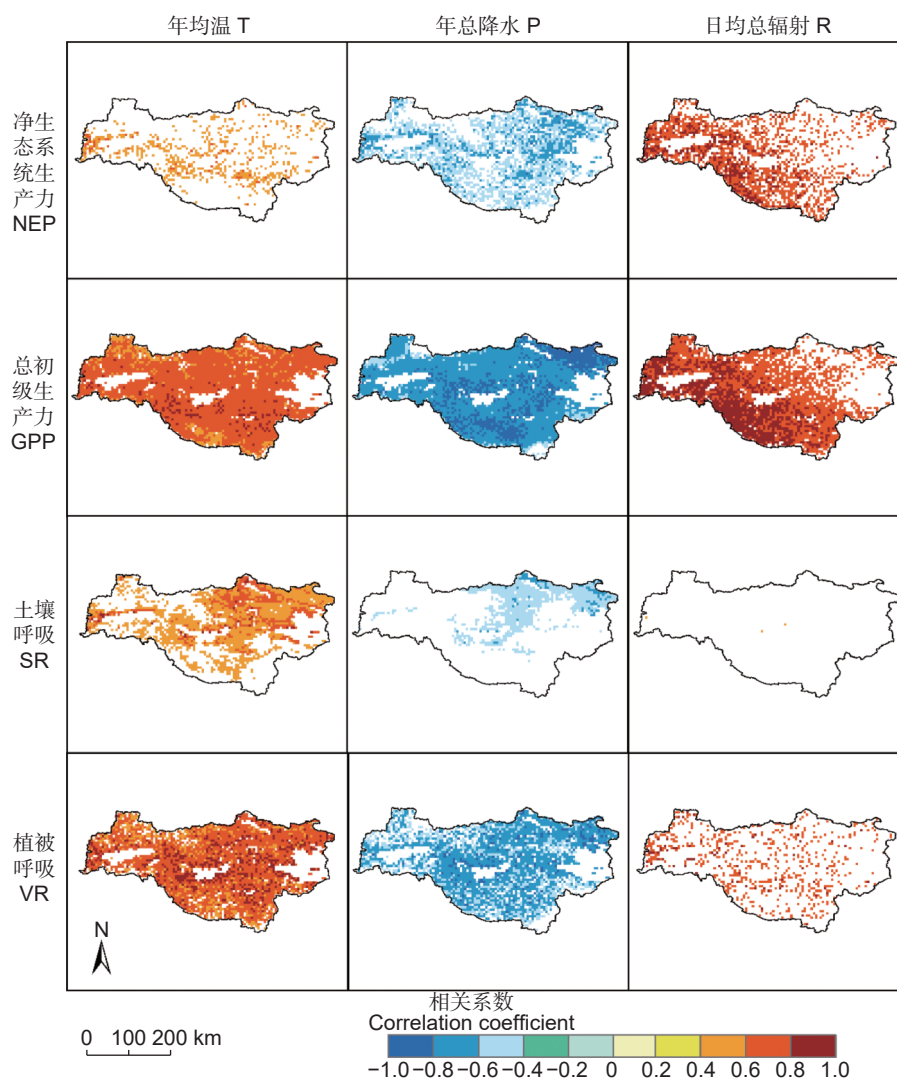 年均温 T
年总降水 P
日均总辐射 R
净生
态系
统生
产力
NEP
总初
级生
产力
GPP
土壤
呼吸
SR
植被
呼吸
VR
N
0 100 200 km
相关系数
Correlation coefficient
−1.0 −0.8 −0.6 −0.4 −0.2 0 0.2 0.4 0.6 0.8 1.0